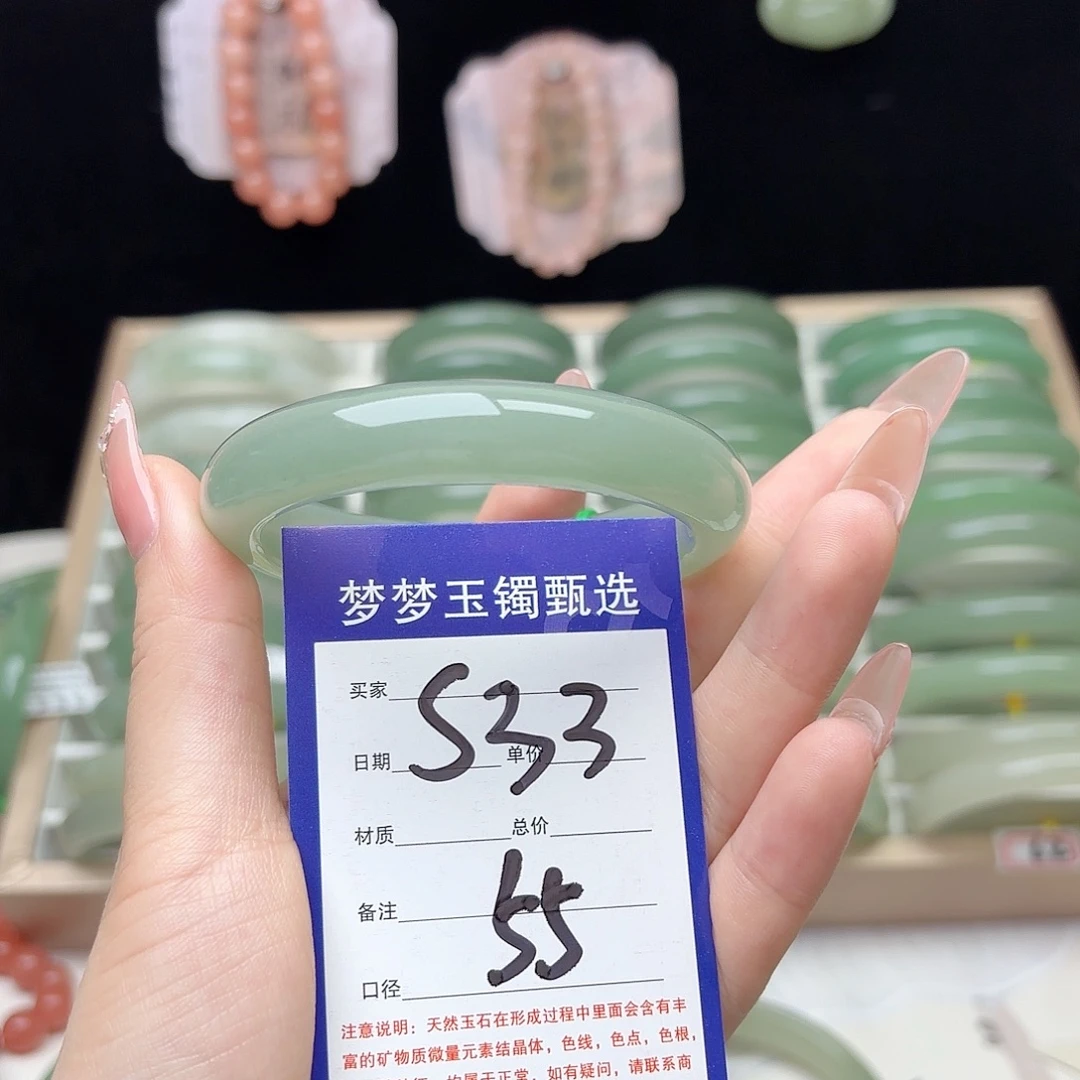 梦梦玉镯甄选
买家
S33
日期 单价
材质 总价
备注
55
口径
注意说明：天然玉石在形成过程中里面会含有丰
富的矿物质微量元素结晶体，色线，色点，色根，
均属于正常，如有疑问，请联系商